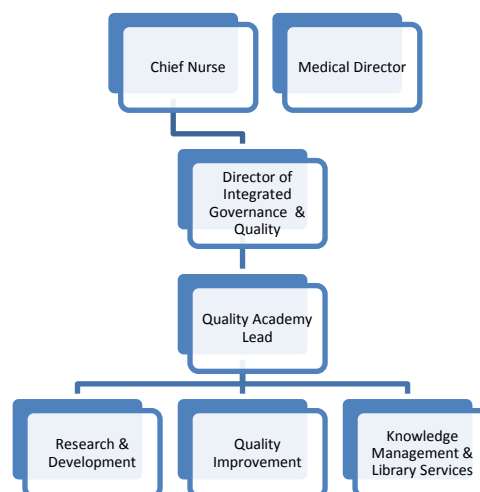 Chief Nurse
Medical Director
Director of
Integrated
Governance & 
Quality
Quality Academy
Lead
Research &
Development
Quality
Improvement
Knowledge
Management &
Library Services